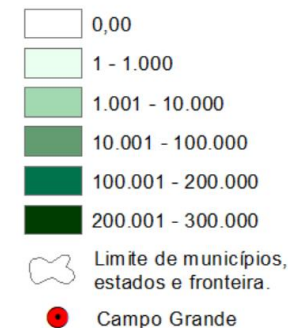 0,00
1 - 1.000
1.001 - 10.000
10.001 - 100.000
100.001 - 200.000
200.001 - 300.000
Limite de municípios,
estados e fronteira.
Campo Grande